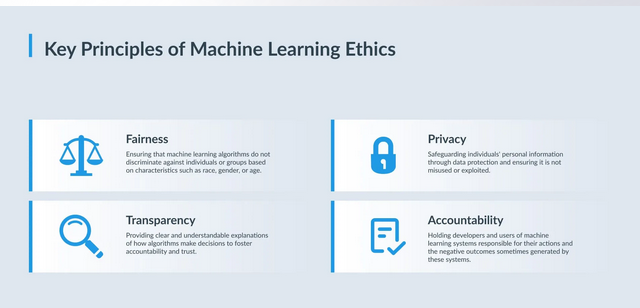 Key Principles of Machine Learning Ethics
Fairness
Ensuring that machine learning algorithms do not
discriminate against individuals or groups based
on characteristics such as race, gender, or age.
Privacy
Safeguarding individuals' personal information
through data protection and ensuring it is not
misused or exploited.
Transparency
Providing clear and understandable explanations
of how algorithms make decisions to foster
accountability and trust.
Accountability
Holding developers and users of machine
learning systems responsible for their actions and
the negative outcomes sometimes generated by
these systems.